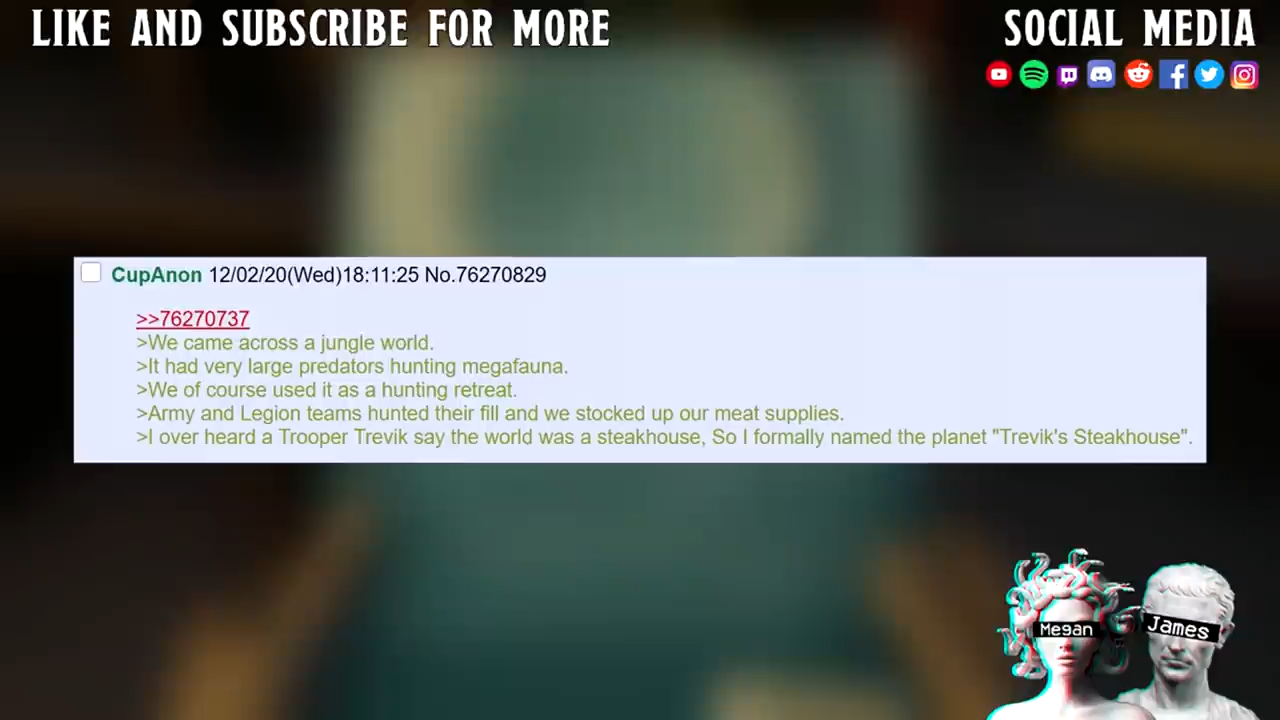 LIKE AND SUBSCRIBE FOR MORE
SOCIAL MEDIA
CupAnon 12/02/20(Wed)18:11:25 No.76270829
>>76270737
>We came across a jungle world.
>It had very large predators hunting megafauna.
>We of course used it as a hunting retreat.
>Army and Legion teams hunted their fill and we stocked up our meat supplies.
>I over heard a Trooper Trevik say the world was a steakhouse, So I formally named the planet "Trevik's Steakhouse".
Megan
James